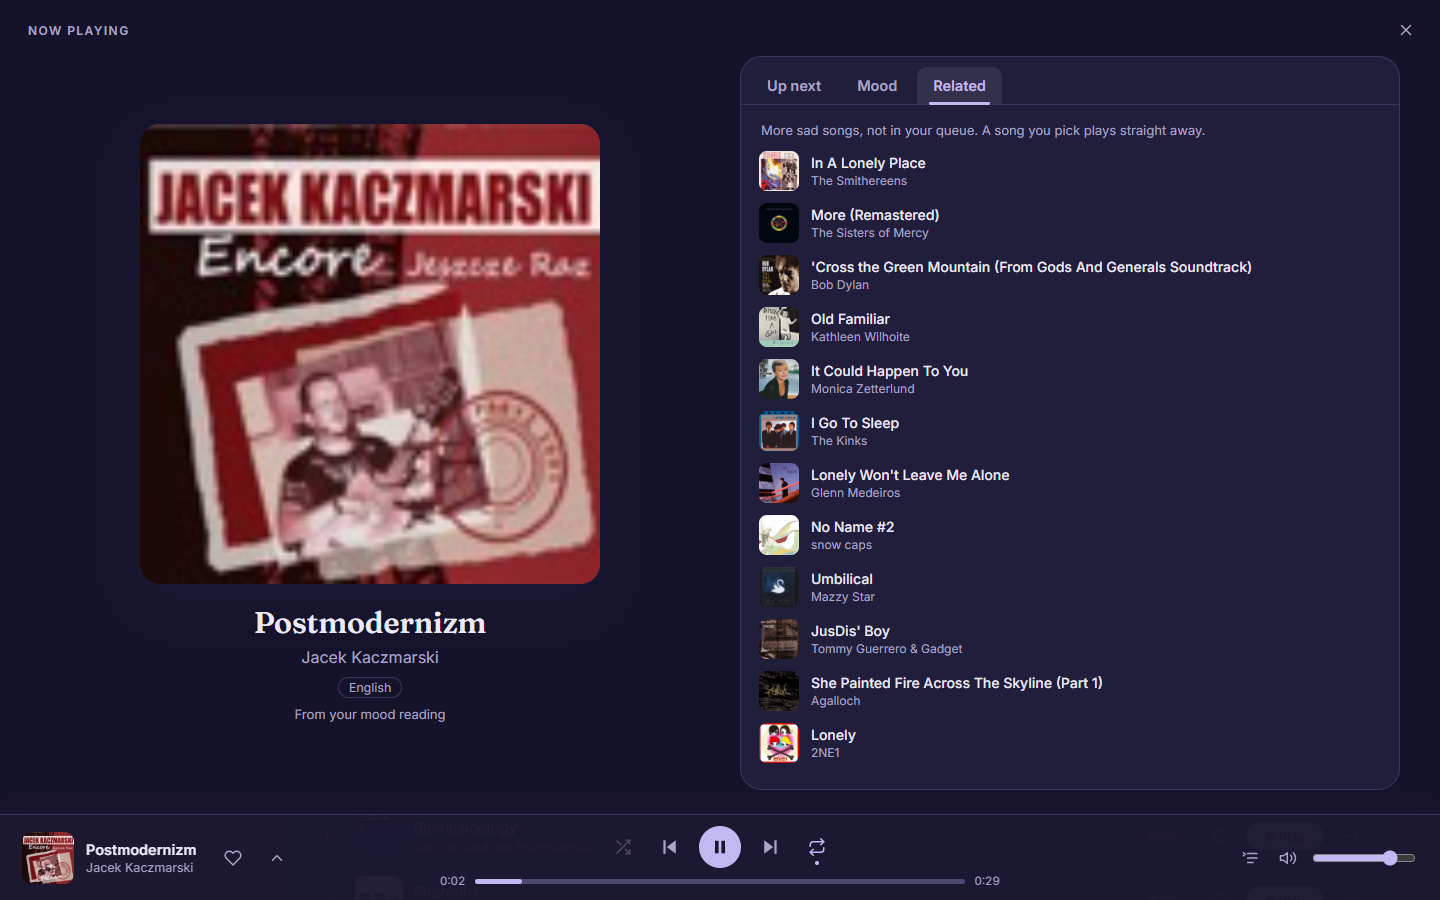 NOW PLAYING
JACEK KACZMARSKI
Encore Jeszcze Raz
Postmodernizm
Jacek Kaczmarski
English
From your mood reading
Up next
Mood
Related
More sad songs, not in your queue. A song you pick plays straight away.
In A Lonely Place
The Smithereens
More (Remastered)
The Sisters of Mercy
'Cross the Green Mountain (From Gods And Generals Soundtrack)
Bob Dylan
Old Familiar
Kathleen Wilhoite
It Could Happen To You
Monica Zetterlund
I Go To Sleep
The Kinks
Lonely Won't Leave Me Alone
Glenn Medeiros
No Name #2
snow caps
Umbilical
Mazzy Star
JusDis' Boy
Tommy Guerrero & Gadget
She Painted Fire Across The Skyline (Part 1)
Agalloch
Lonely
2NE1
JACEK KACZMARSKI
Encore
Postmodernizm
Jacek Kaczmarski
Biomusicology
Play
0:02
0:29